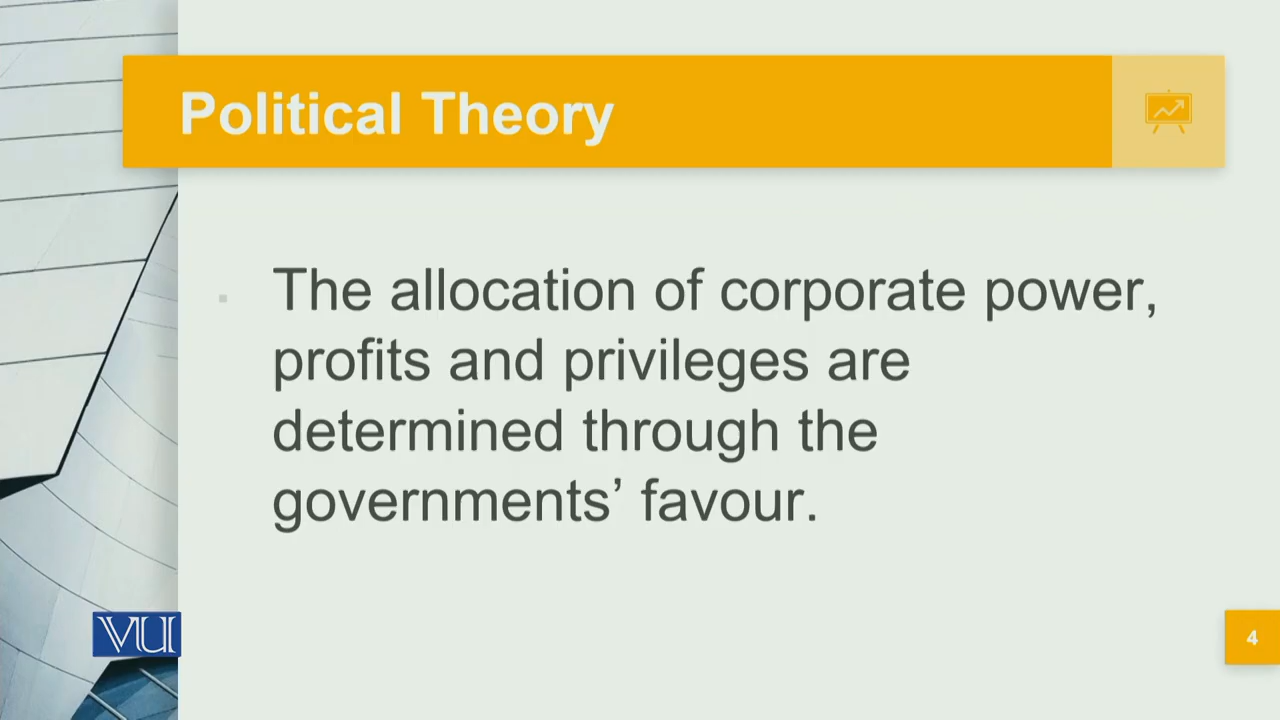 Political Theory
The allocation of corporate power,
profits and privileges are
determined through the
governments’ favour.
VU
4